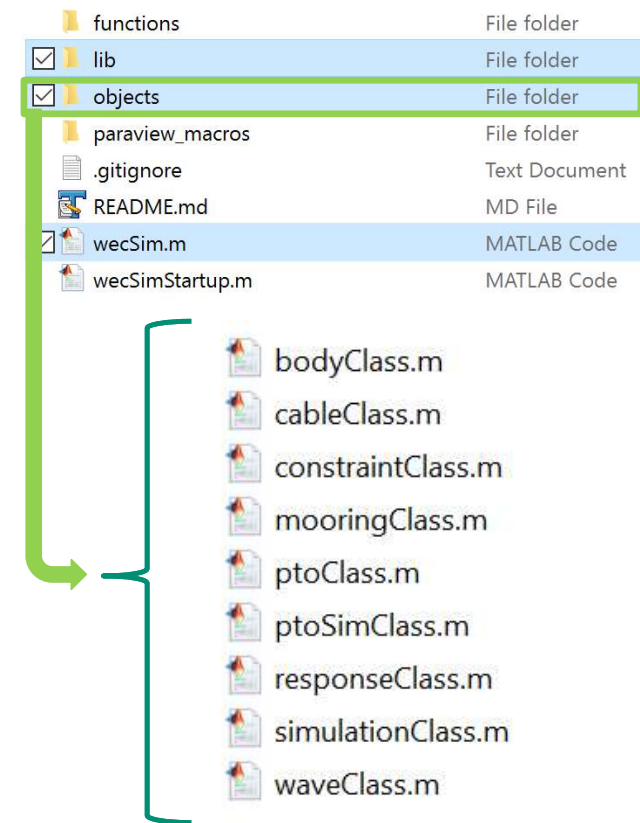 functions File folder
lib File folder
objects File folder
paraview_macros File folder
.gitignore Text Document
README.md MD File
wecSim.m MATLAB Code
wecSimStartup.m MATLAB Code
bodyClass.m
cableClass.m
constraintClass.m
mooringClass.m
ptoClass.m
ptoSimClass.m
responseClass.m
simulationClass.m
waveClass.m